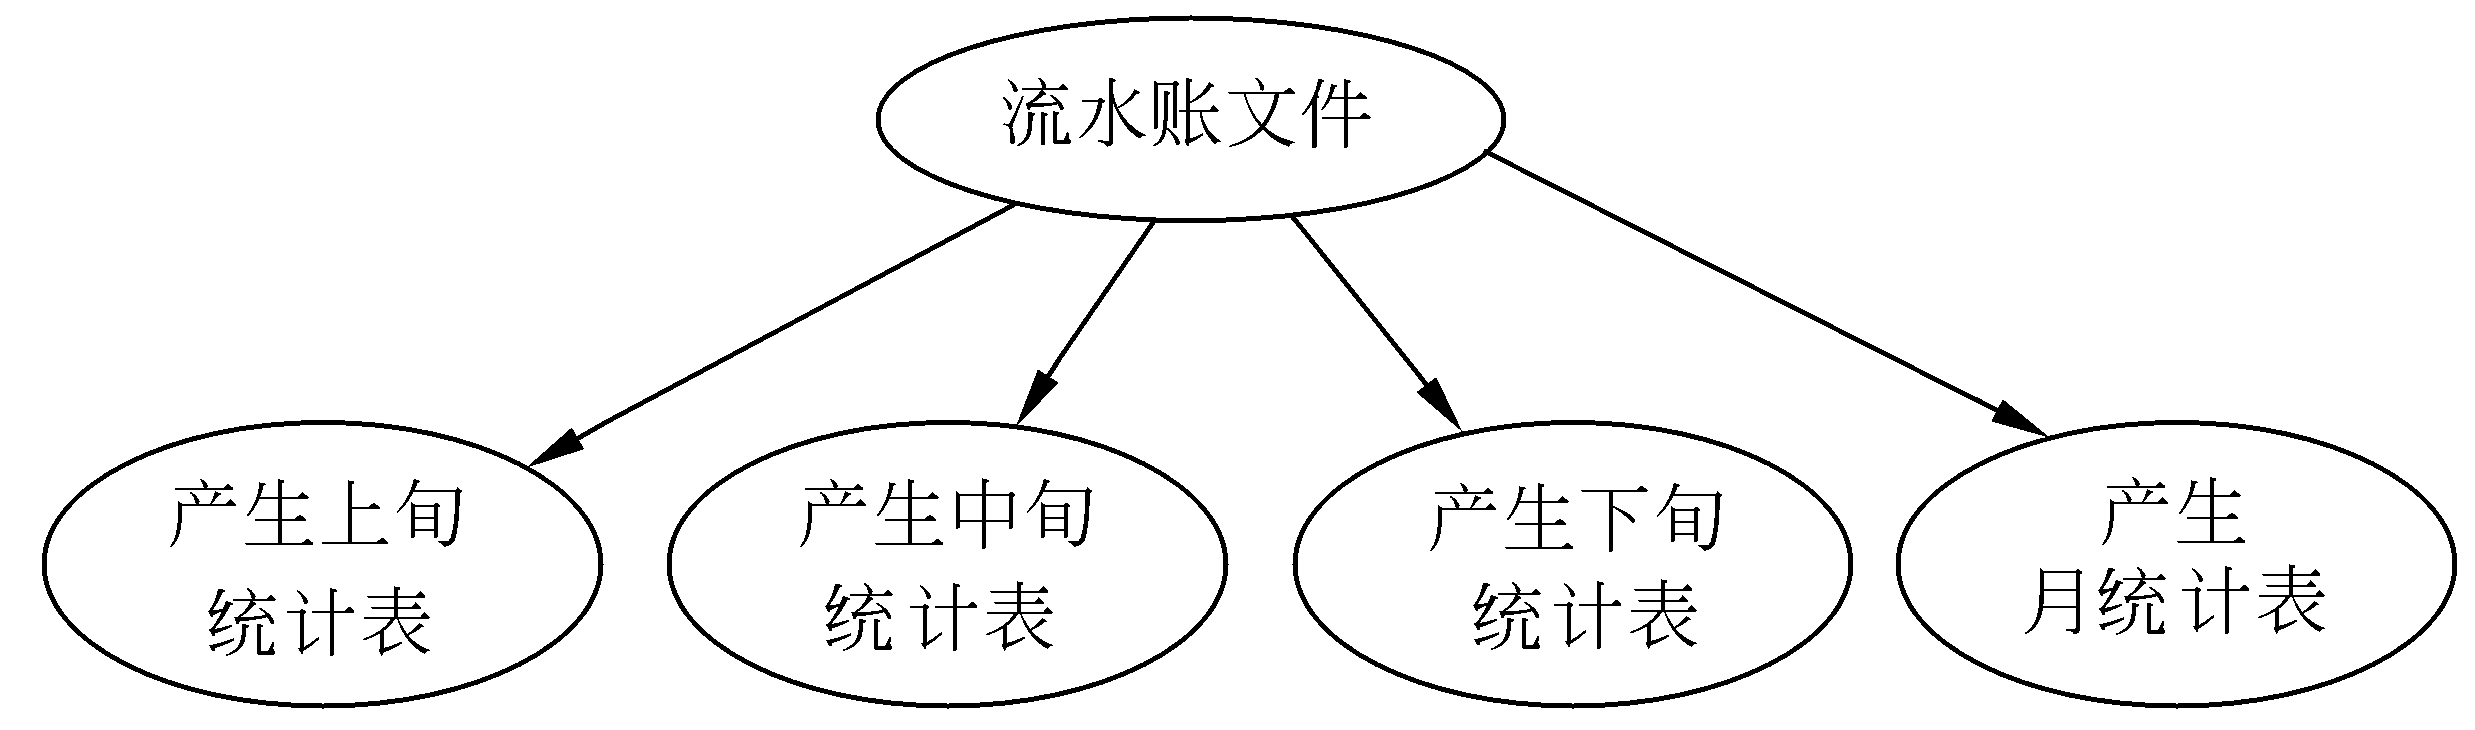 流水账文件
产生上旬
统计表
产生中旬
统计表
产生下旬
统计表
产生
月统计表